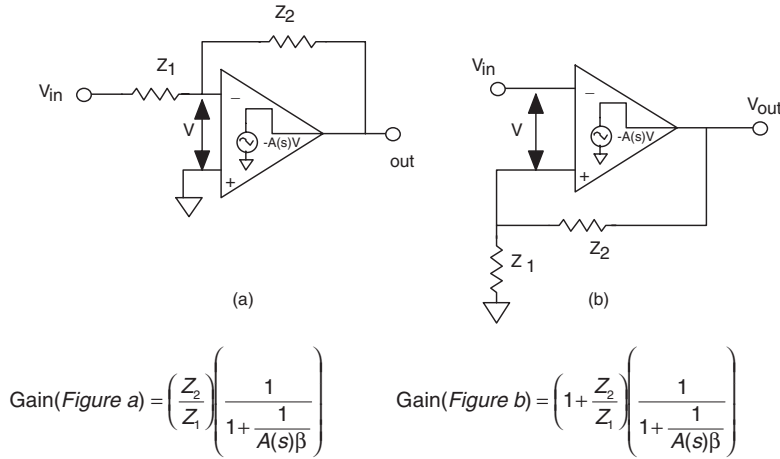 Z2
Z1
Vin
−
V
-A(s)V
+
out
(a)
Vin
−
V
-A(s)V
+
Vout
Z2
Z1
(b)
Gain(Figure a) = (Z2/Z1)(1/(1 + 1/(A(s)β)))
Gain(Figure b) = (1 + Z2/Z1)(1/(1 + 1/(A(s)β)))